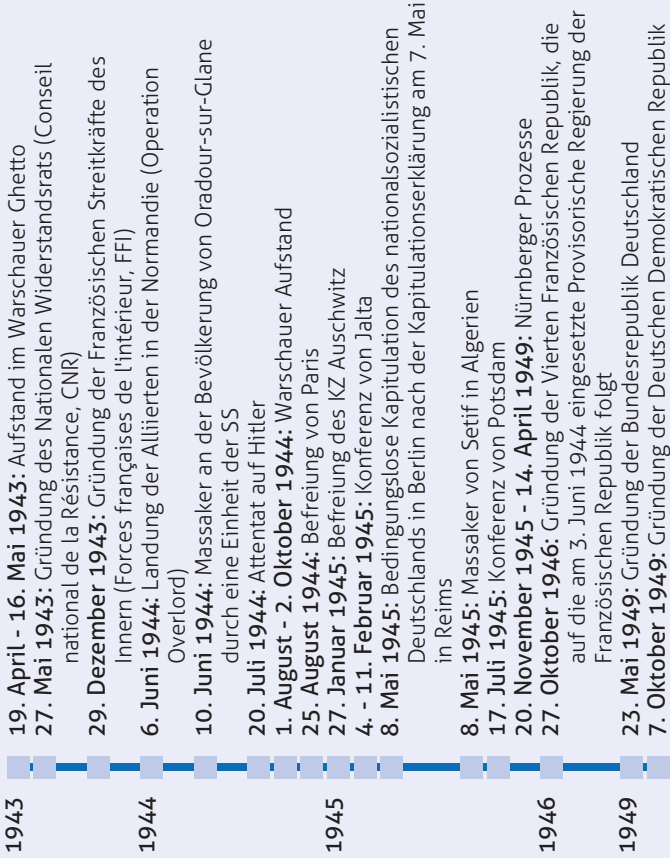 1943
19. April - 16. Mai 1943: Aufstand im Warschauer Ghetto
27. Mai 1943: Gründung des Nationalen Widerstandsrats (Conseil
national de la Résistance, CNR)
29. Dezember 1943: Gründung der Französischen Streitkräfte des
Innern (Forces françaises de l'intérieur, FFI)
1944
6. Juni 1944: Landung der Alliierten in der Normandie (Operation
Overlord)
10. Juni 1944: Massaker an der Bevölkerung von Oradour-sur-Glane
durch eine Einheit der SS
20. Juli 1944: Attentat auf Hitler
1. August - 2. Oktober 1944: Warschauer Aufstand
25. August 1944: Befreiung von Paris
1945
27. Januar 1945: Befreiung des KZ Auschwitz
4. - 11. Februar 1945: Konferenz von Jalta
8. Mai 1945: Bedingungslose Kapitulation des nationalsozialistischen
Deutschlands in Berlin nach der Kapitulationserklärung am 7. Mai
in Reims
8. Mai 1945: Massaker von Setif in Algerien
17. Juli 1945: Konferenz von Potsdam
20. November 1945 - 14. April 1949: Nürnberger Prozesse
1946
27. Oktober 1946: Gründung der Vierten Französischen Republik, die
auf die am 3. Juni 1944 eingesetzte Provisorische Regierung der
Französischen Republik folgt
1949
23. Mai 1949: Gründung der Bundesrepublik Deutschland
7. Oktober 1949: Gründung der Deutschen Demokratischen Republik